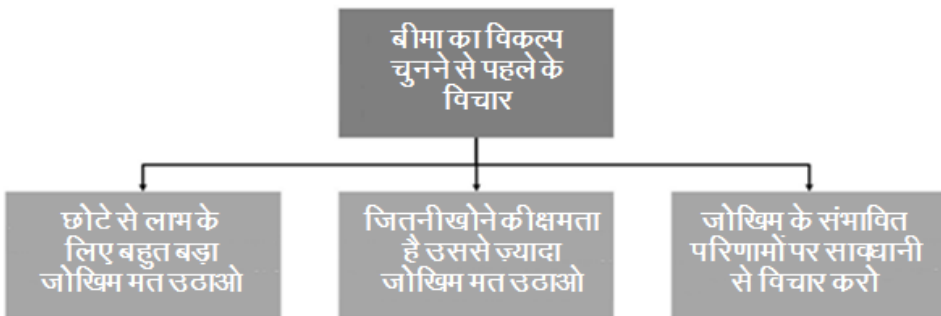 बीमा का विकल्प
चुनने से पहले के
विचार
छोटे से लाभ के
लिए बहुत बड़ा
जोखिम मत उठाओ
जितनीखोने कीक्षमता
है उससे ज़्यादा
जोखिम मत उठाओ
जोखिम के संभावित
परिणामों पर सावधानी
से विचार करो